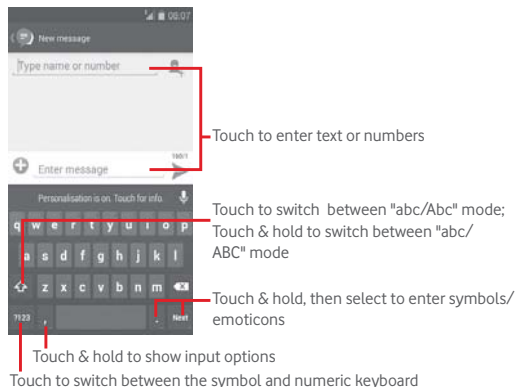 08:07
New message
Type name or number
160/1
Enter message
Touch to enter text or numbers
Personalisation is on. Touch for info.
q w e r t y u i o p
a s d f g h j k l
z x c v b n m
?123 , . Next
Touch to switch  between "abc/Abc" mode;
Touch & hold to switch between "abc/
ABC" mode
Touch & hold, then select to enter symbols/
emoticons
Touch & hold to show input options
Touch to switch between the symbol and numeric keyboard